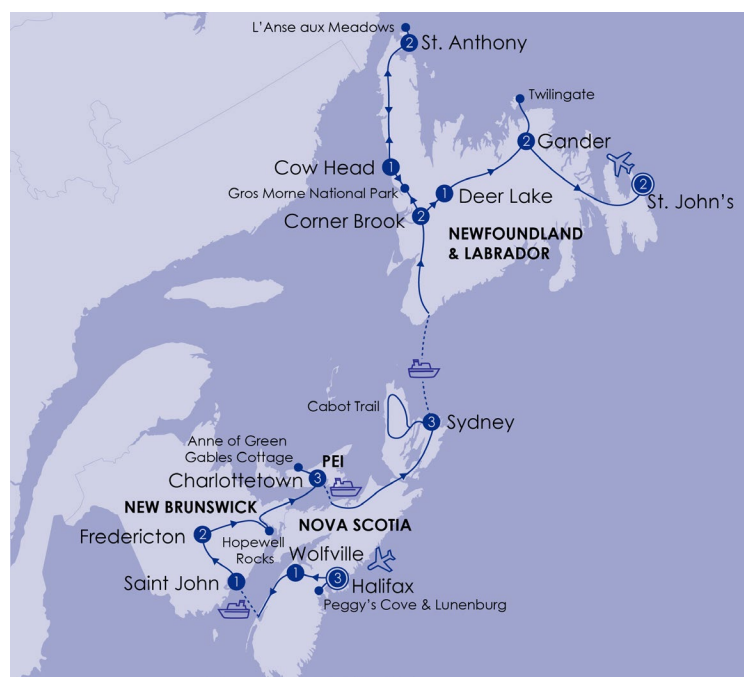 L'Anse aux Meadows
2
St. Anthony
Twilingate
2
Gander
1
Cow Head
Gros Morne National Park
1
Deer Lake
2
St. John's
2
Corner Brook
NEWFOUNDLAND
& LABRADOR
Cabot Trail
3
Sydney
Anne of Green
Gables Cottage
PEI
3
Charlottetown
NEW BRUNSWICK
NOVA SCOTIA
2
Fredericton
Hopewell
Rocks
Wolfville
1
Saint John
1
3
Halifax
Peggy's Cove & Lunenburg